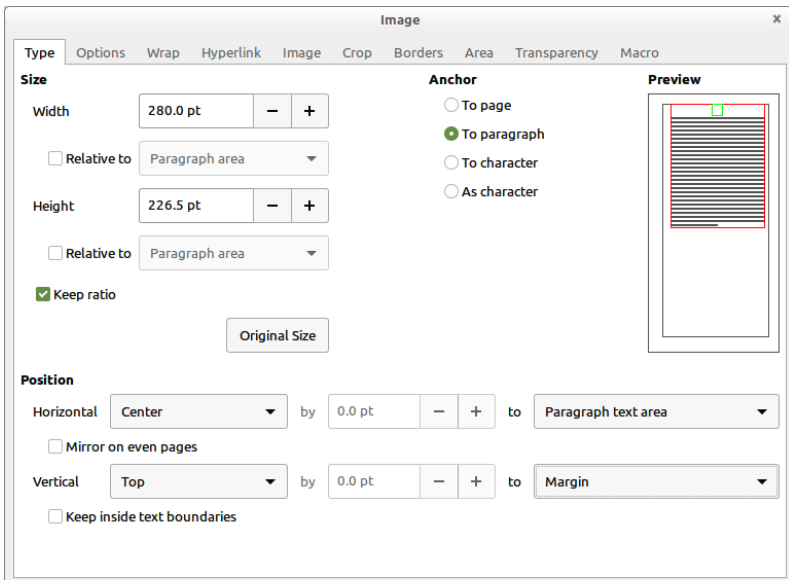 Image x
Type Options Wrap Hyperlink Image Crop Borders Area Transparency Macro
Size
Width 280.0 pt − +
Relative to Paragraph area
Height 226.5 pt − +
Relative to Paragraph area
Keep ratio
Original Size
Anchor
To page
To paragraph
To character
As character
Preview
Position
Horizontal Center by 0.0 pt − + to Paragraph text area
Mirror on even pages
Vertical Top by 0.0 pt − + to Margin
Keep inside text boundaries